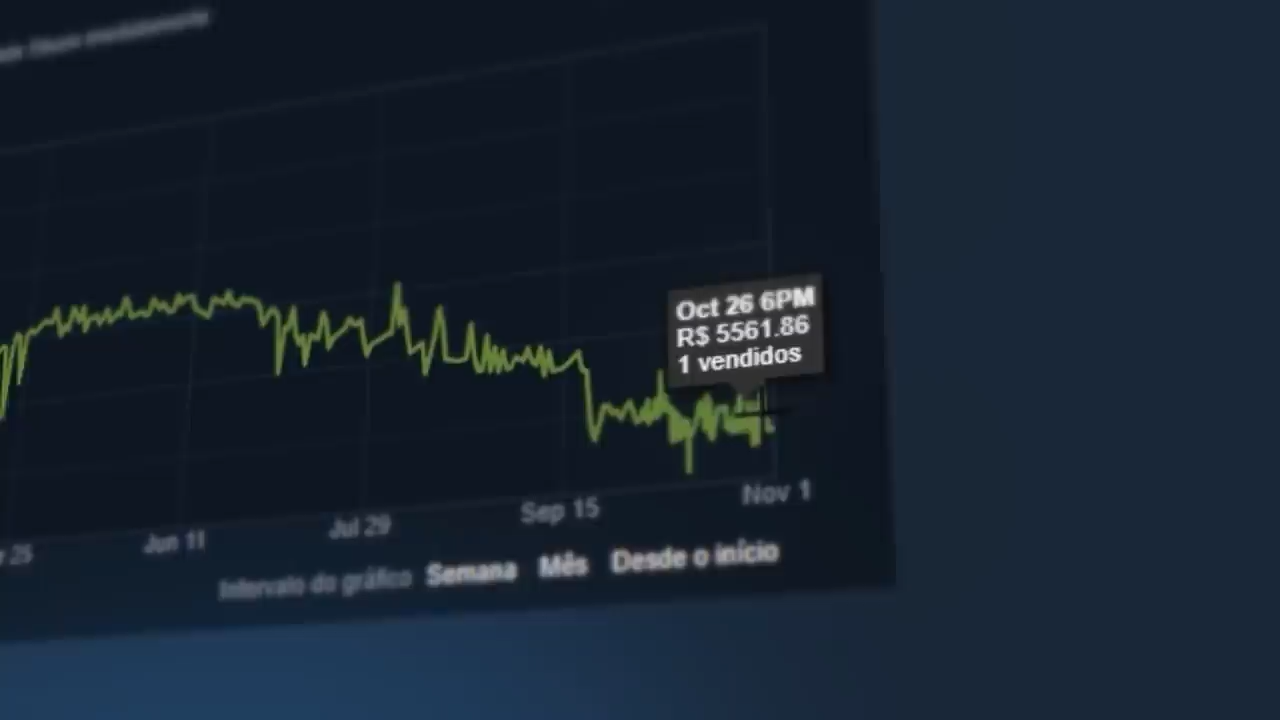 Oct 26 6PM
R$ 5561.86
1 vendidos
25 Jun 11 Jul 29 Sep 15 Nov 1
Intervalo do gráfico Semana Mês Desde o início